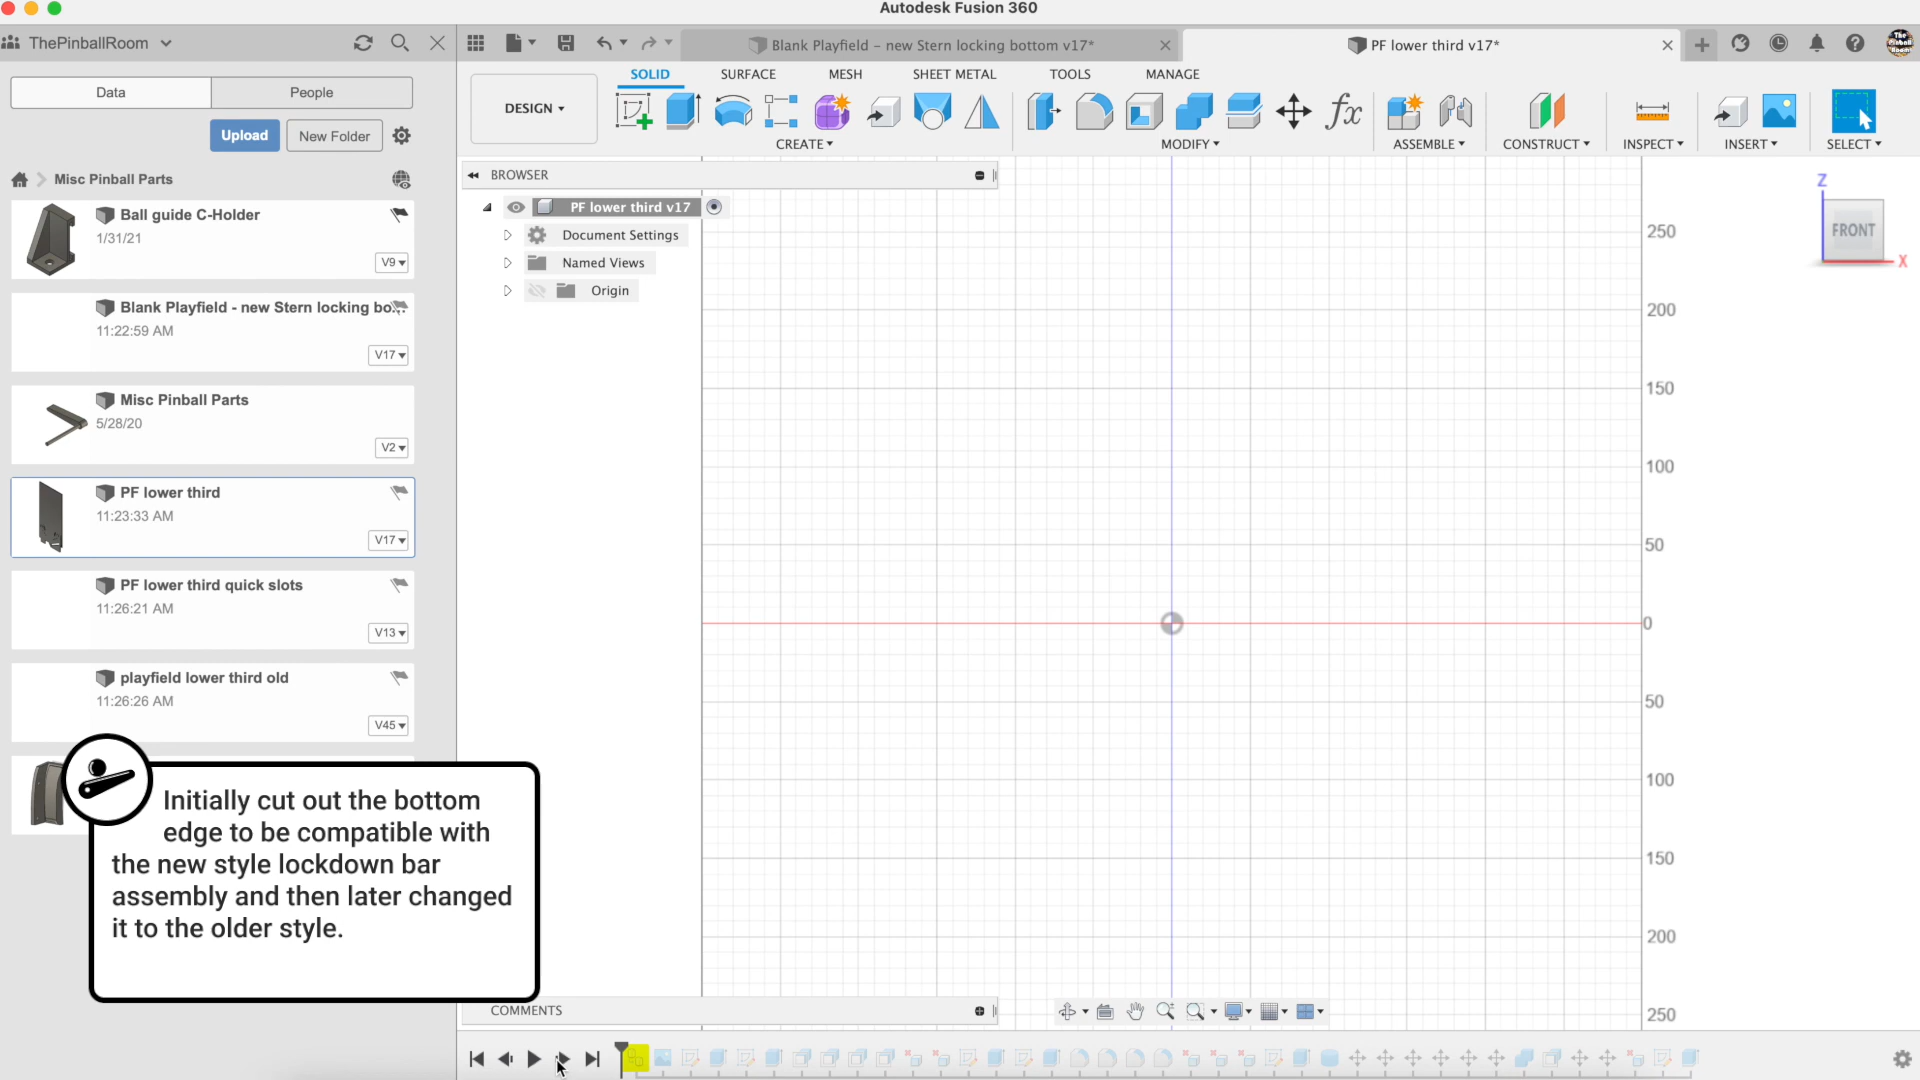 Autodesk Fusion 360
ThePinballRoom
Blank Playfield - new Stern locking bottom v17*
PF lower third v17*
Data
People
Upload
New Folder
Misc Pinball Parts
Ball guide C-Holder
1/31/21
V9
Blank Playfield - new Stern locking bo...
11:22:59 AM
V17
Misc Pinball Parts
5/28/20
V2
PF lower third
11:23:33 AM
V17
PF lower third quick slots
11:26:21 AM
V13
playfield lower third old
11:26:26 AM
V45
Initially cut out the bottom
edge to be compatible with
the new style lockdown bar
assembly and then later changed
it to the older style.
DESIGN
SOLID
SURFACE
MESH
SHEET METAL
TOOLS
MANAGE
CREATE
MODIFY
ASSEMBLE
CONSTRUCT
INSPECT
INSERT
SELECT
BROWSER
PF lower third v17
Document Settings
Named Views
Origin
Z
FRONT
X
250
200
150
100
50
0
50
100
150
200
250
COMMENTS